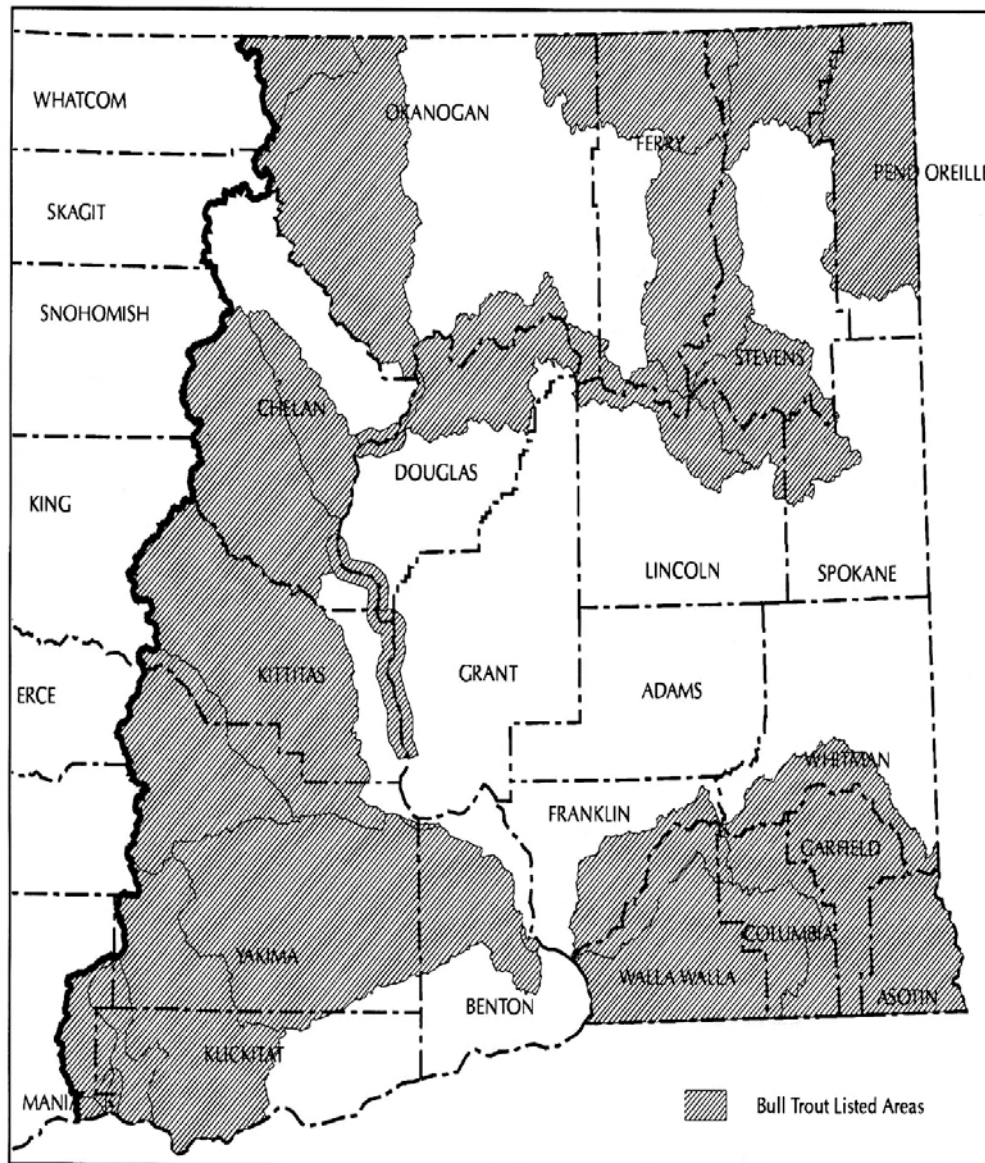 WHATCOM
OKANOGAN
FERRY
PEND OREILLE
SKAGIT
SNOHOMISH
STEVENS
CHELAN
DOUGLAS
KING
LINCOLN
SPOKANE
KITTITAS
GRANT
ADAMS
ERCE
WHITMAN
FRANKLIN
GARFIELD
COLUMBIA
YAKIMA
WALLA WALLA
ASOTIN
BENTON
KLICKITAT
MANIA
Bull Trout Listed Areas